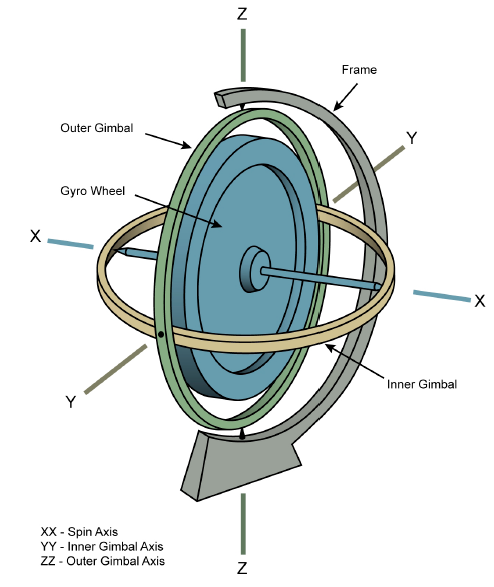 Z
Frame
Outer Gimbal
Y
Gyro Wheel
X
X
Inner Gimbal
Y
XX - Spin Axis
YY - Inner Gimbal Axis
ZZ - Outer Gimbal Axis
Z